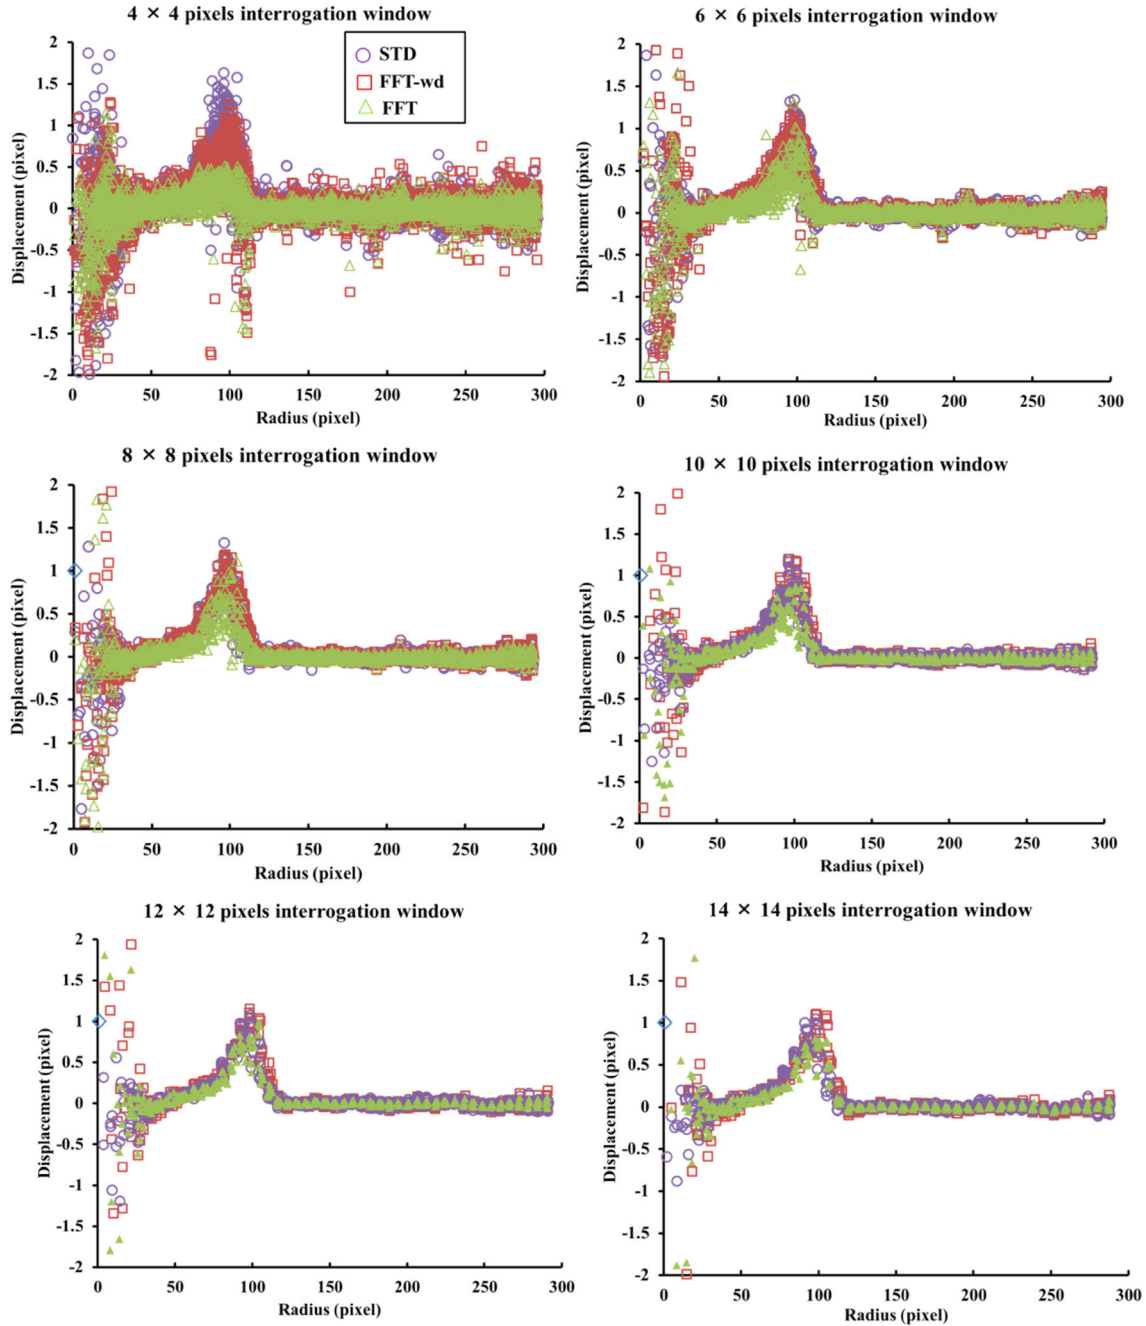 4 × 4 pixels interrogation window
2
1.5
1
0.5
0
-0.5
-1
-1.5
-2
Displacement (pixel)
STD
FFT-wd
FFT
0 50 100 150 200 250 300
Radius (pixel)
6 × 6 pixels interrogation window
2
1.5
1
0.5
0
-0.5
-1
-1.5
-2
Displacement (pixel)
0 50 100 150 200 250 300
Radius (pixel)
8 × 8 pixels interrogation window
2
1.5
1
0.5
0
-0.5
-1
-1.5
-2
Displacement (pixel)
0 50 100 150 200 250 300
Radius (pixel)
10 × 10 pixels interrogation window
2
1.5
1
0.5
0
-0.5
-1
-1.5
-2
Displacement (pixel)
0 50 100 150 200 250 300
Radius (pixel)
12 × 12 pixels interrogation window
2
1.5
1
0.5
0
-0.5
-1
-1.5
-2
Displacement (pixel)
0 50 100 150 200 250 300
Radius (pixel)
14 × 14 pixels interrogation window
2
1.5
1
0.5
0
-0.5
-1
-1.5
-2
Displacement (pixel)
0 50 100 150 200 250 300
Radius (pixel)